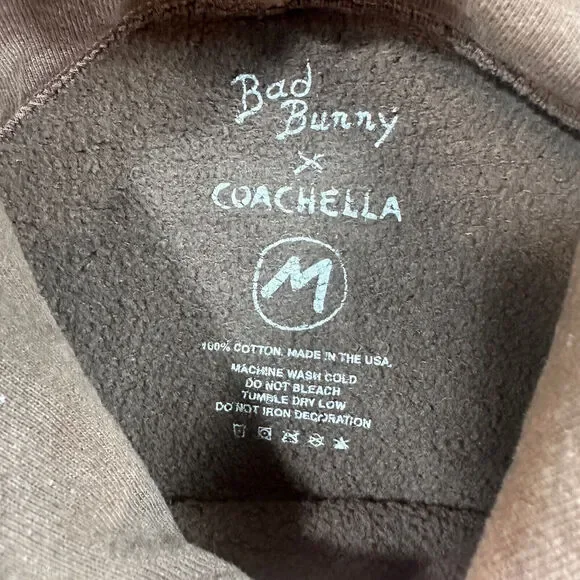 Bad
Bunny
x
COACHELLA
M
100% COTTON. MADE IN THE USA.
MACHINE WASH COLD
DO NOT BLEACH
TUMBLE DRY LOW
DO NOT IRON DECORATION